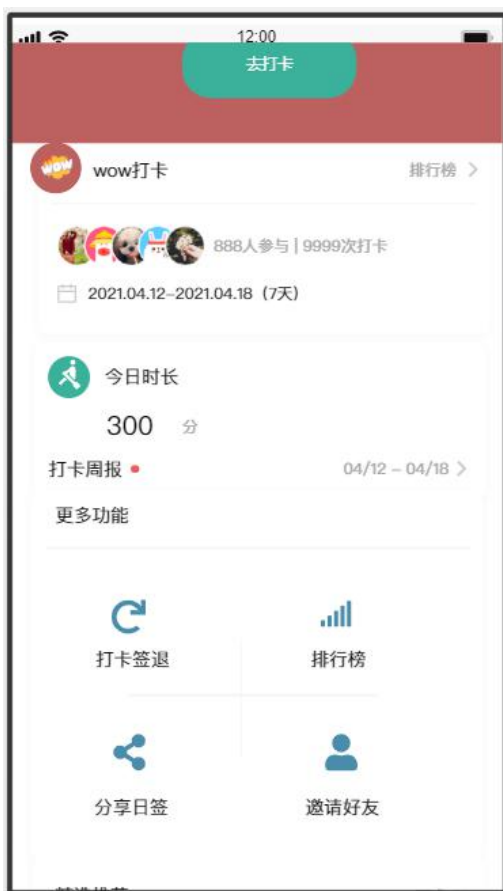 12:00
去打卡
WOW
wow打卡
排行榜
888人参与 | 9999次打卡
2021.04.12-2021.04.18 (7天)
今日时长
300 分
打卡周报
04/12 - 04/18
更多功能
打卡签退
排行榜
分享日签
邀请好友